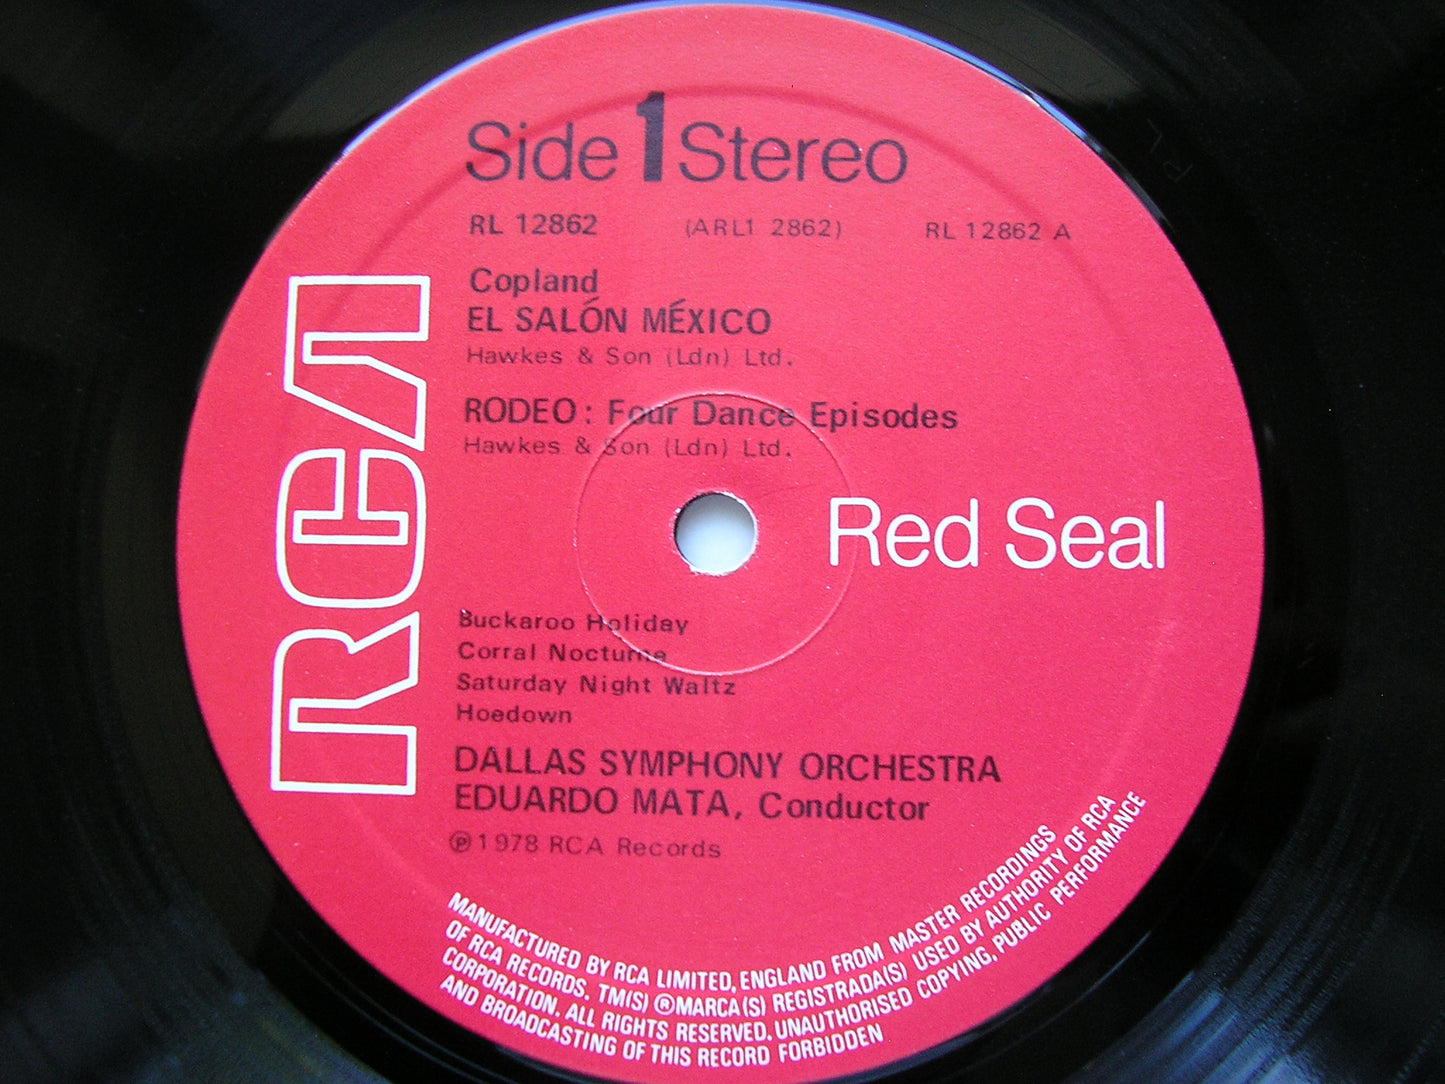 Side 1 Stereo
RL 12862 (ARL1 2862) RL 12862 A
Copland
EL SALÓN MÉXICO
Hawkes & Son (Ldn) Ltd.
RODEO: Four Dance Episodes
Hawkes & Son (Ldn) Ltd.
RCA
Red Seal
Buckaroo Holiday
Corral Nocturne
Saturday Night Waltz
Hoedown
DALLAS SYMPHONY ORCHESTRA
EDUARDO MATA, Conductor
℗1978 RCA Records
MANUFACTURED BY RCA LIMITED, ENGLAND FROM MASTER RECORDINGS
OF RCA RECORDS. TM(S) ®MARCA(S) REGISTRADA(S) USED BY AUTHORITY OF RCA
CORPORATION. ALL RIGHTS RESERVED. UNAUTHORISED COPYING, PUBLIC PERFORMANCE
AND BROADCASTING OF THIS RECORD FORBIDDEN